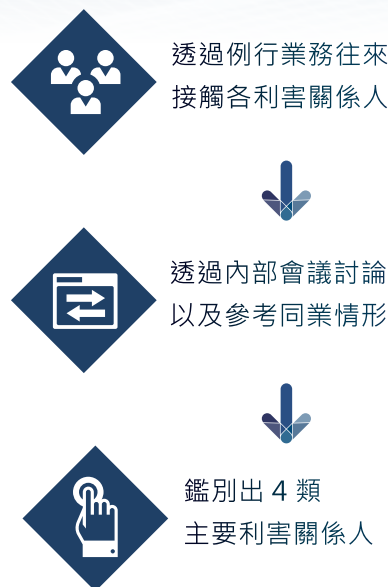 透過例行業務往來
接觸各利害關係人
透過內部會議討論
以及參考同業情形
鑑別出 4 類
主要利害關係人